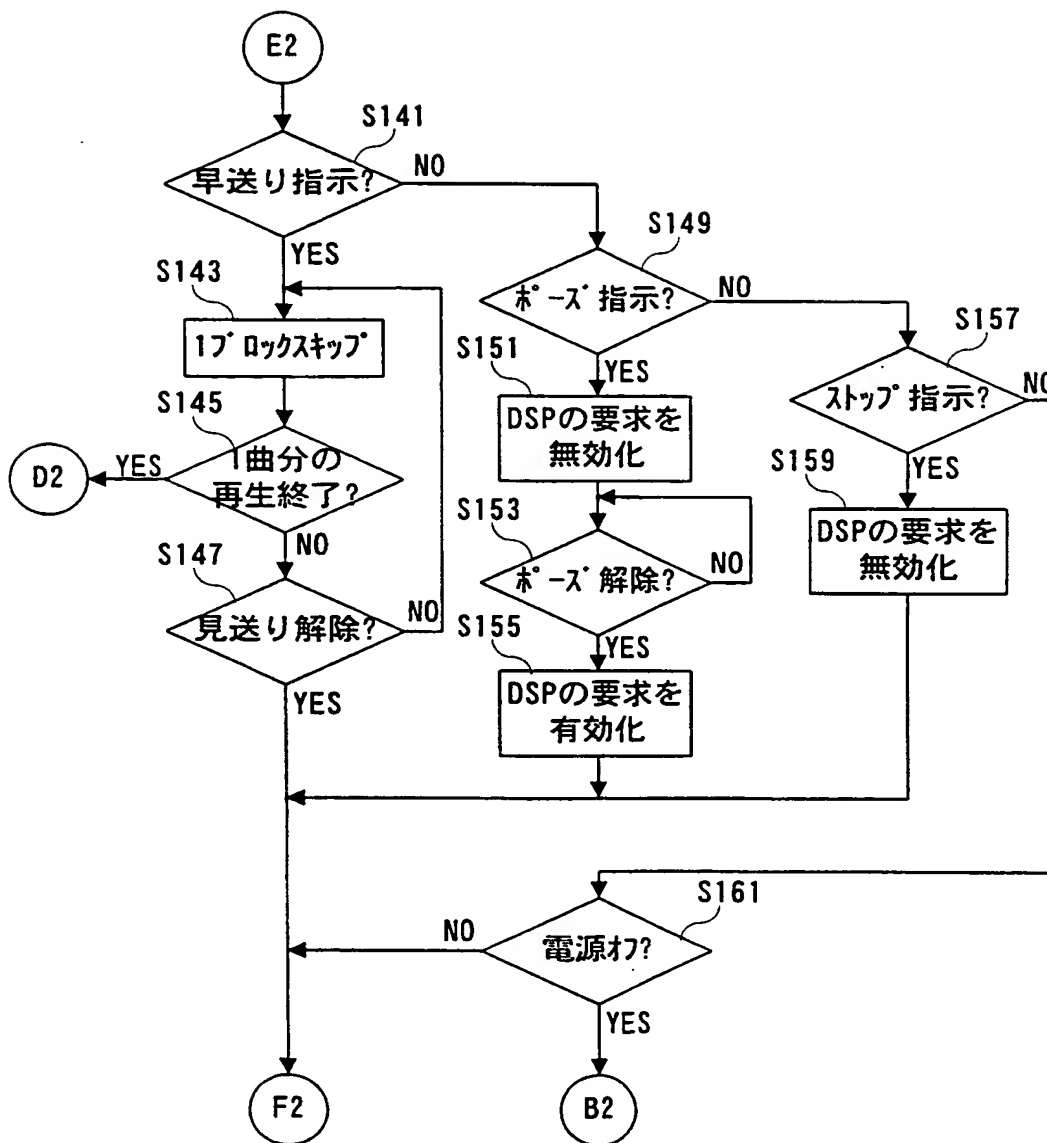 E2
S141
早送り指示?
NO
YES
S143
1ブロックスキップ
S145
1曲分の
再生終了?
YES
D2
NO
S147
見送り解除?
NO
YES
S149
ポーズ指示?
NO
YES
S151
DSPの要求を
無効化
S153
ポーズ解除?
NO
YES
S155
DSPの要求を
有効化
S157
ストップ指示?
NO
YES
S159
DSPの要求を
無効化
S161
電源オフ?
NO
YES
F2
B2